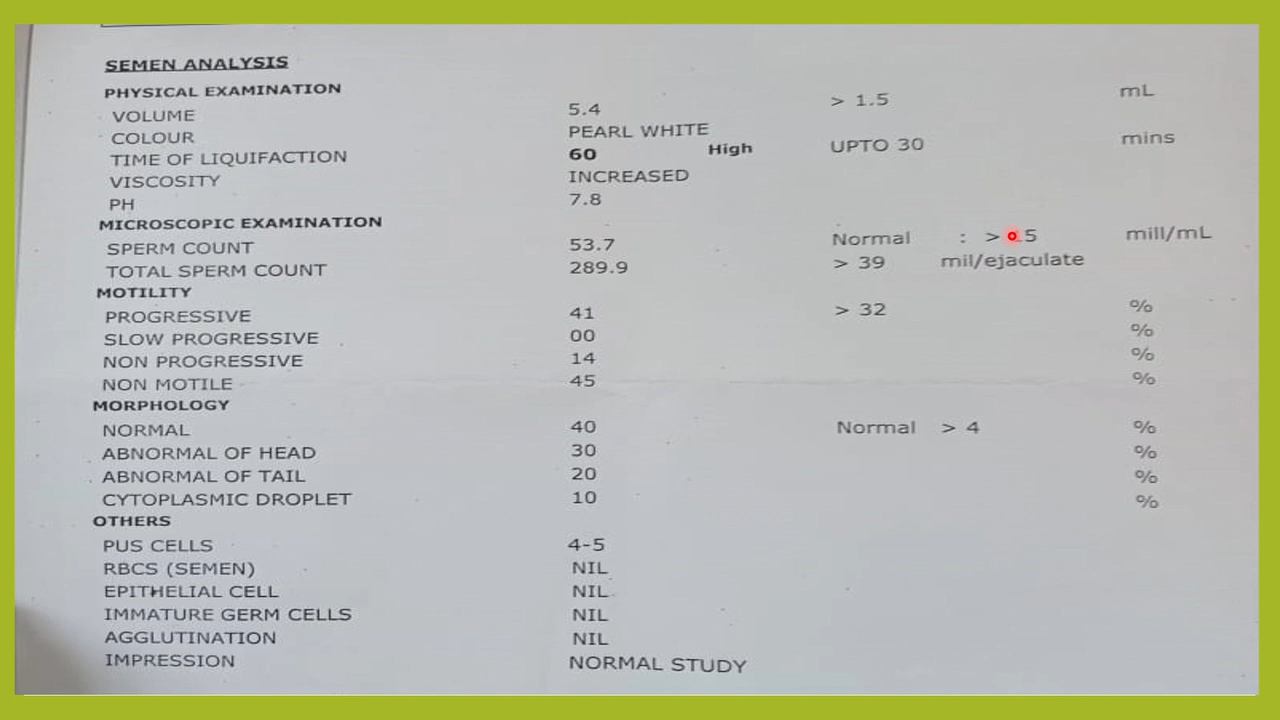 SEMEN ANALYSIS
PHYSICAL EXAMINATION
VOLUME 5.4 > 1.5 mL
COLOUR PEARL WHITE
TIME OF LIQUIFACTION 60 High UPTO 30 mins
VISCOSITY INCREASED
PH 7.8
MICROSCOPIC EXAMINATION
SPERM COUNT 53.7 Normal : > mill/mL
TOTAL SPERM COUNT 289.9 > 39 mil/ejaculate
MOTILITY
PROGRESSIVE 41 > 32 %
SLOW PROGRESSIVE 00 %
NON PROGRESSIVE 14 %
NON MOTILE 45 %
MORPHOLOGY
NORMAL 40 Normal > 4 %
ABNORMAL OF HEAD 30 %
ABNORMAL OF TAIL 20 %
CYTOPLASMIC DROPLET 10 %
OTHERS
PUS CELLS 4-5
RBCS (SEMEN) NIL
EPITHELIAL CELL NIL
IMMATURE GERM CELLS NIL
AGGLUTINATION NIL
IMPRESSION NORMAL STUDY